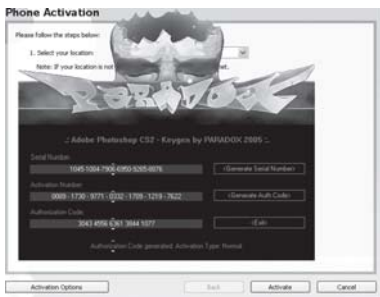 Phone Activation
Please follow the steps below:
1. Select your location:
Note: If your location is not
et.
PARADOX
.: Adobe Photoshop CS2 - Keygen by PARADOX 2005 :.
Serial Number:
<Generate Serial Number>
Activation Number:
<Generate Auth Code>
Authorization Code:
<Exit>
Authorization Code generated. Activation Type: Normal.
Activation Options
Back
Activate
Cancel